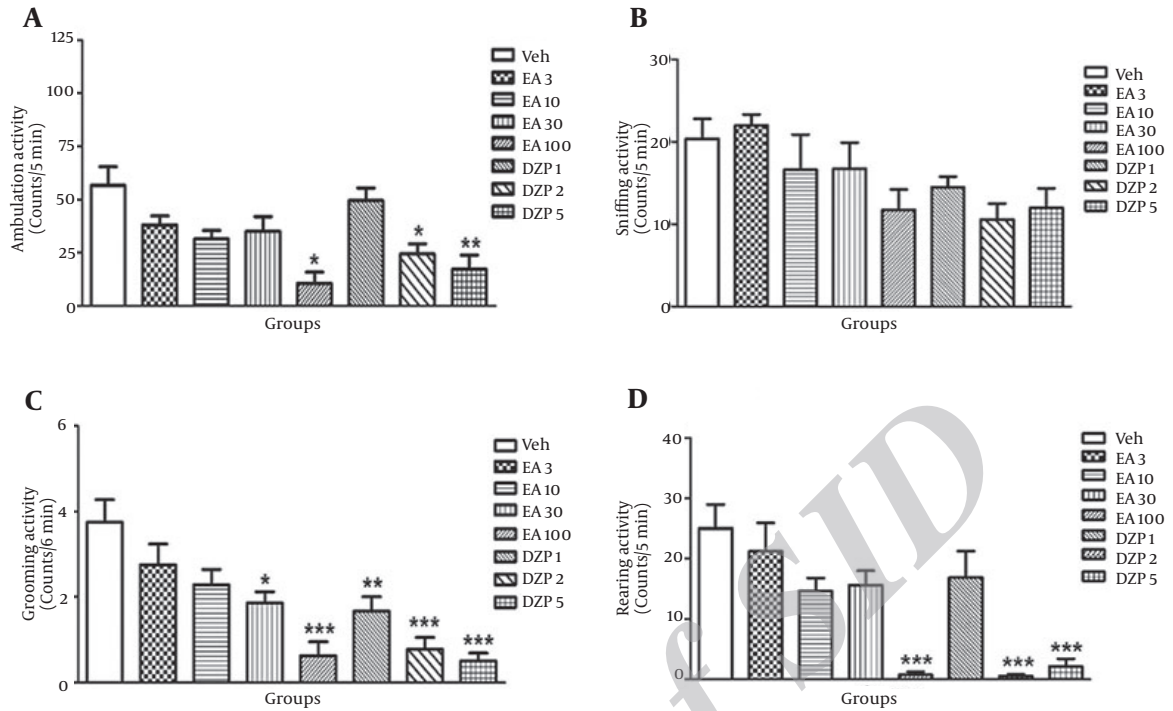 A
Ambulation activity
(Counts/5 min)
125
100
75
50
25
0
* * **
Groups
Veh
EA 3
EA 10
EA 30
EA 100
DZP 1
DZP 2
DZP 5
B
Sniffing activity
(Counts/5 min)
30
20
10
0
Groups
Veh
EA 3
EA 10
EA 30
EA 100
DZP 1
DZP 2
DZP 5
C
Grooming activity
(Counts/6 min)
6
4
2
0
* *** ** *** ***
Groups
Veh
EA 3
EA 10
EA 30
EA 100
DZP 1
DZP 2
DZP 5
D
Rearing activity
(Counts/5 min)
40
30
20
10
0
*** *** ***
Groups
Veh
EA 3
EA 10
EA 30
EA 100
DZP 1
DZP 2
DZP 5
f SID